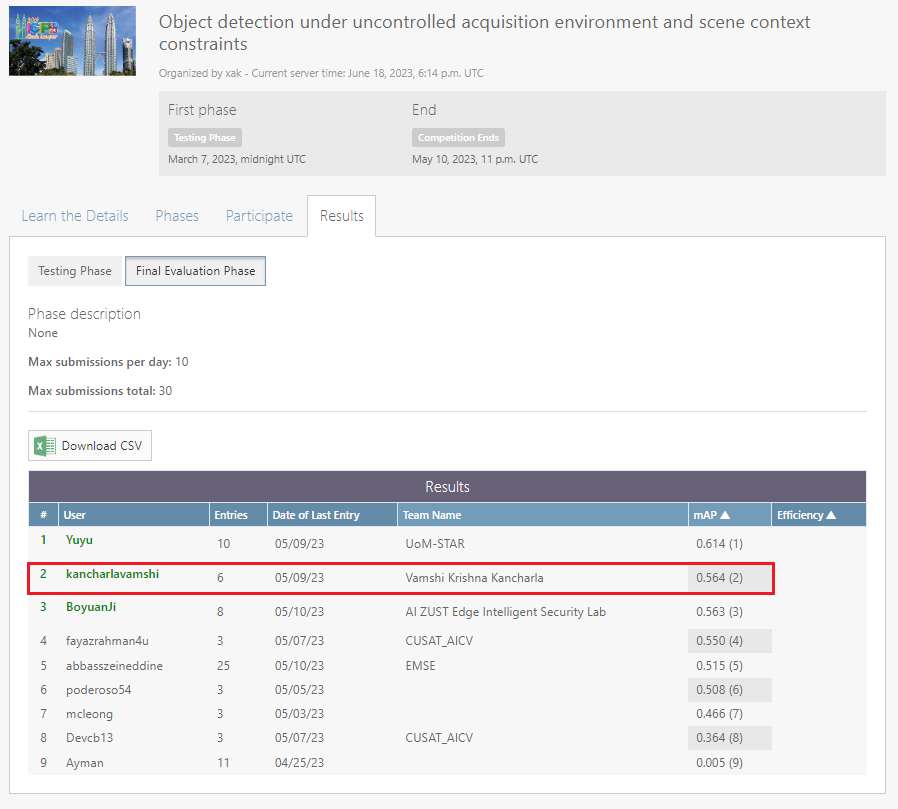 Object detection under uncontrolled acquisition environment and scene context
constraints
Organized by xak - Current server time: June 18, 2023, 6:14 p.m. UTC
First phase End
Testing Phase Competition Ends
March 7, 2023, midnight UTC May 10, 2023, 11 p.m. UTC
Learn the Details Phases Participate Results
Testing Phase Final Evaluation Phase
Phase description
None
Max submissions per day: 10
Max submissions total: 30
Download CSV
Results
# User Entries Date of Last Entry Team Name mAP ▲ Efficiency ▲
1 Yuyu 10 05/09/23 UoM-STAR 0.614 (1)
2 kancharlavamshi 6 05/09/23 Vamshi Krishna Kancharla 0.564 (2)
3 BoyuanJi 8 05/10/23 AI ZUST Edge Intelligent Security Lab 0.563 (3)
4 fayazrahman4u 3 05/07/23 CUSAT_AICV 0.550 (4)
5 abbasszeineddine 25 05/10/23 EMSE 0.515 (5)
6 poderoso54 3 05/05/23 0.508 (6)
7 mcleong 3 05/03/23 0.466 (7)
8 Devcb13 3 05/07/23 CUSAT_AICV 0.364 (8)
9 Ayman 11 04/25/23 0.005 (9)